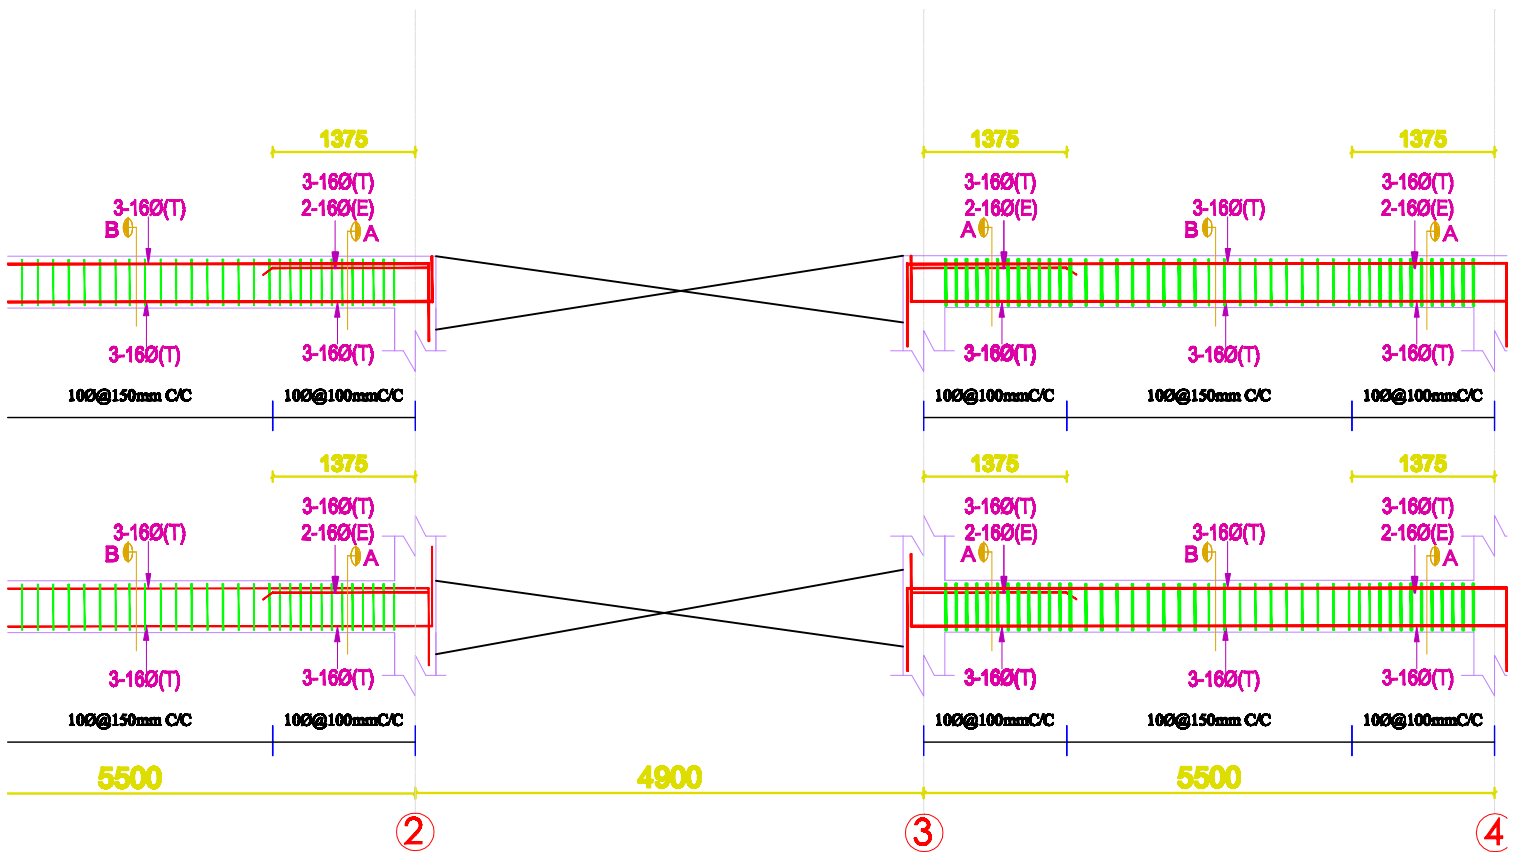 1375 1375 1375
3-16Ø(T) 3-16Ø(T) 3-16Ø(T)
3-16Ø(T) 2-16Ø(E) 2-16Ø(E) 3-16Ø(T) 2-16Ø(E)
B A A B A
3-16Ø(T) 3-16Ø(T) 3-16Ø(T) 3-16Ø(T) 3-16Ø(T)
10Ø@150mm C/C 10Ø@100mmC/C 10Ø@100mmC/C 10Ø@150mm C/C 10Ø@100mmC/C
1375 1375 1375
3-16Ø(T) 3-16Ø(T) 3-16Ø(T)
3-16Ø(T) 2-16Ø(E) 2-16Ø(E) 3-16Ø(T) 2-16Ø(E)
B A A B A
3-16Ø(T) 3-16Ø(T) 3-16Ø(T) 3-16Ø(T) 3-16Ø(T)
10Ø@150mm C/C 10Ø@100mmC/C 10Ø@100mmC/C 10Ø@150mm C/C 10Ø@100mmC/C
5500 4900 5500
2 3 4